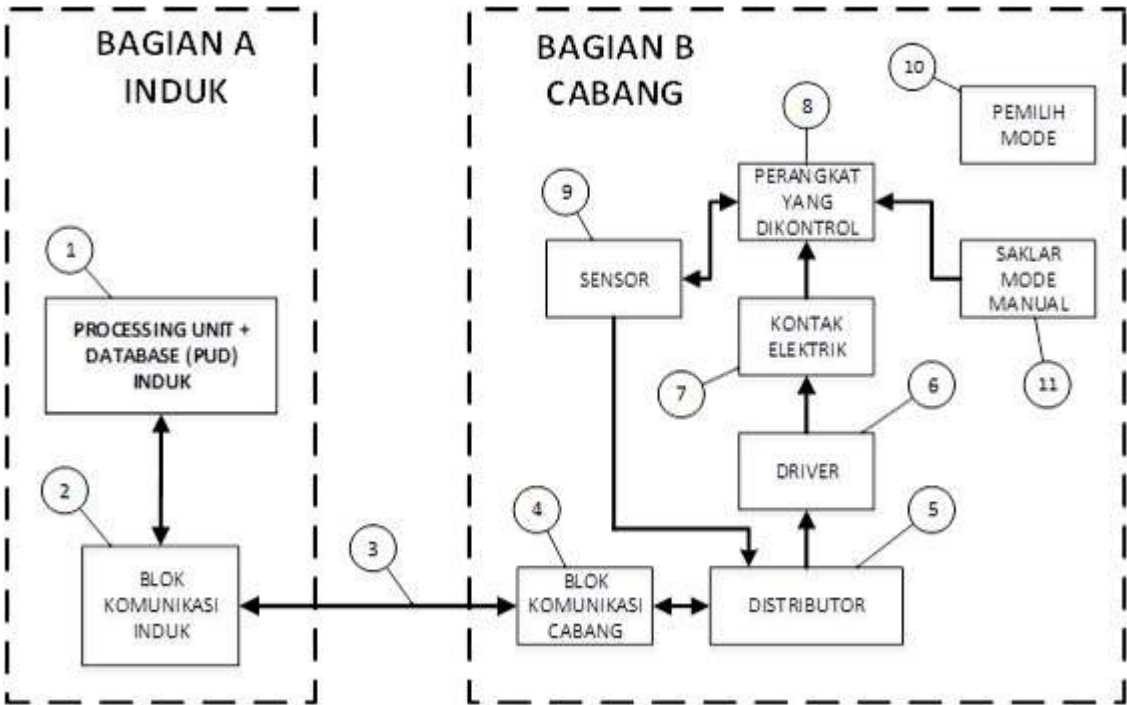 BAGIAN A
INDUK
1
PROCESSING UNIT +
DATABASE (PUD)
INDUK
2
BLOK
KOMUNIKASI
INDUK
3
BAGIAN B
CABANG
10
PEMILIH
MODE
8
PERANGKAT
YANG
DIKONTROL
9
SENSOR
SAKLAR
MODE
MANUAL
11
KONTAK
ELEKTRIK
7
6
DRIVER
5
4
BLOK
KOMUNIKASI
CABANG
DISTRIBUTOR